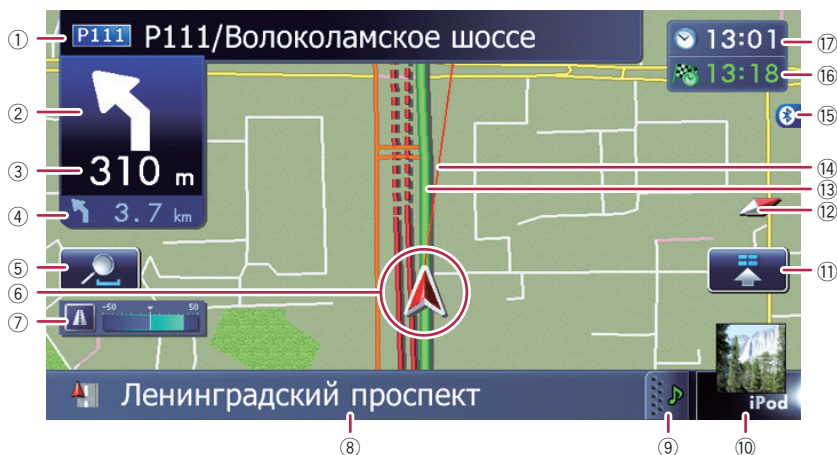 ① P111 P111/Волоколамское шоссе
13:01 ⑰
13:18 ⑯
②
⑮
310 m
③
⑭
⑬
④ 3.7 km
⑫
⑤
⑪
⑥
⑦ -50 50
Ленинградский проспект
iPod
⑧ ⑨ ⑩